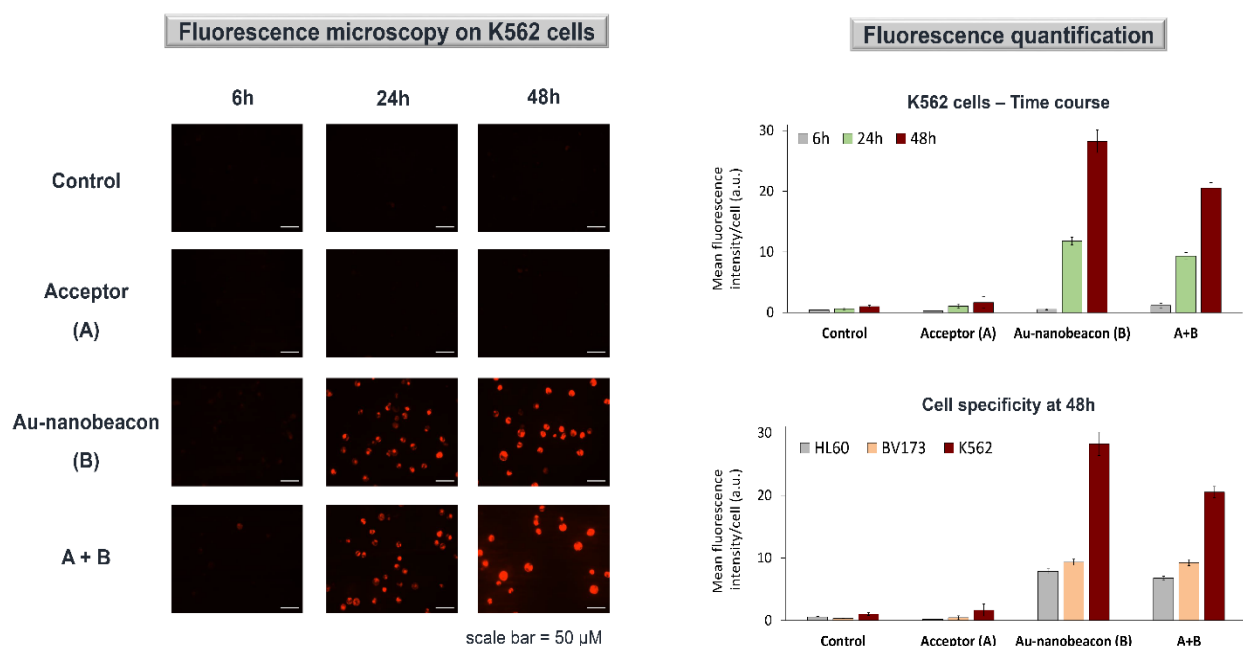 Fluorescence microscopy on K562 cells
6h 24h 48h
Control
Acceptor
(A)
Au-nanobeacon
(B)
A + B
scale bar = 50 µM
Fluorescence quantification
K562 cells – Time course
Mean fluorescence
intensity/cell (a.u.)
30
20
10
0
6h 24h 48h
Control Acceptor (A) Au-nanobeacon (B) A+B
Cell specificity at 48h
Mean fluorescence
intensity/cell (a.u.)
30
20
10
0
HL60 BV173 K562
Control Acceptor (A) Au-nanobeacon (B) A+B